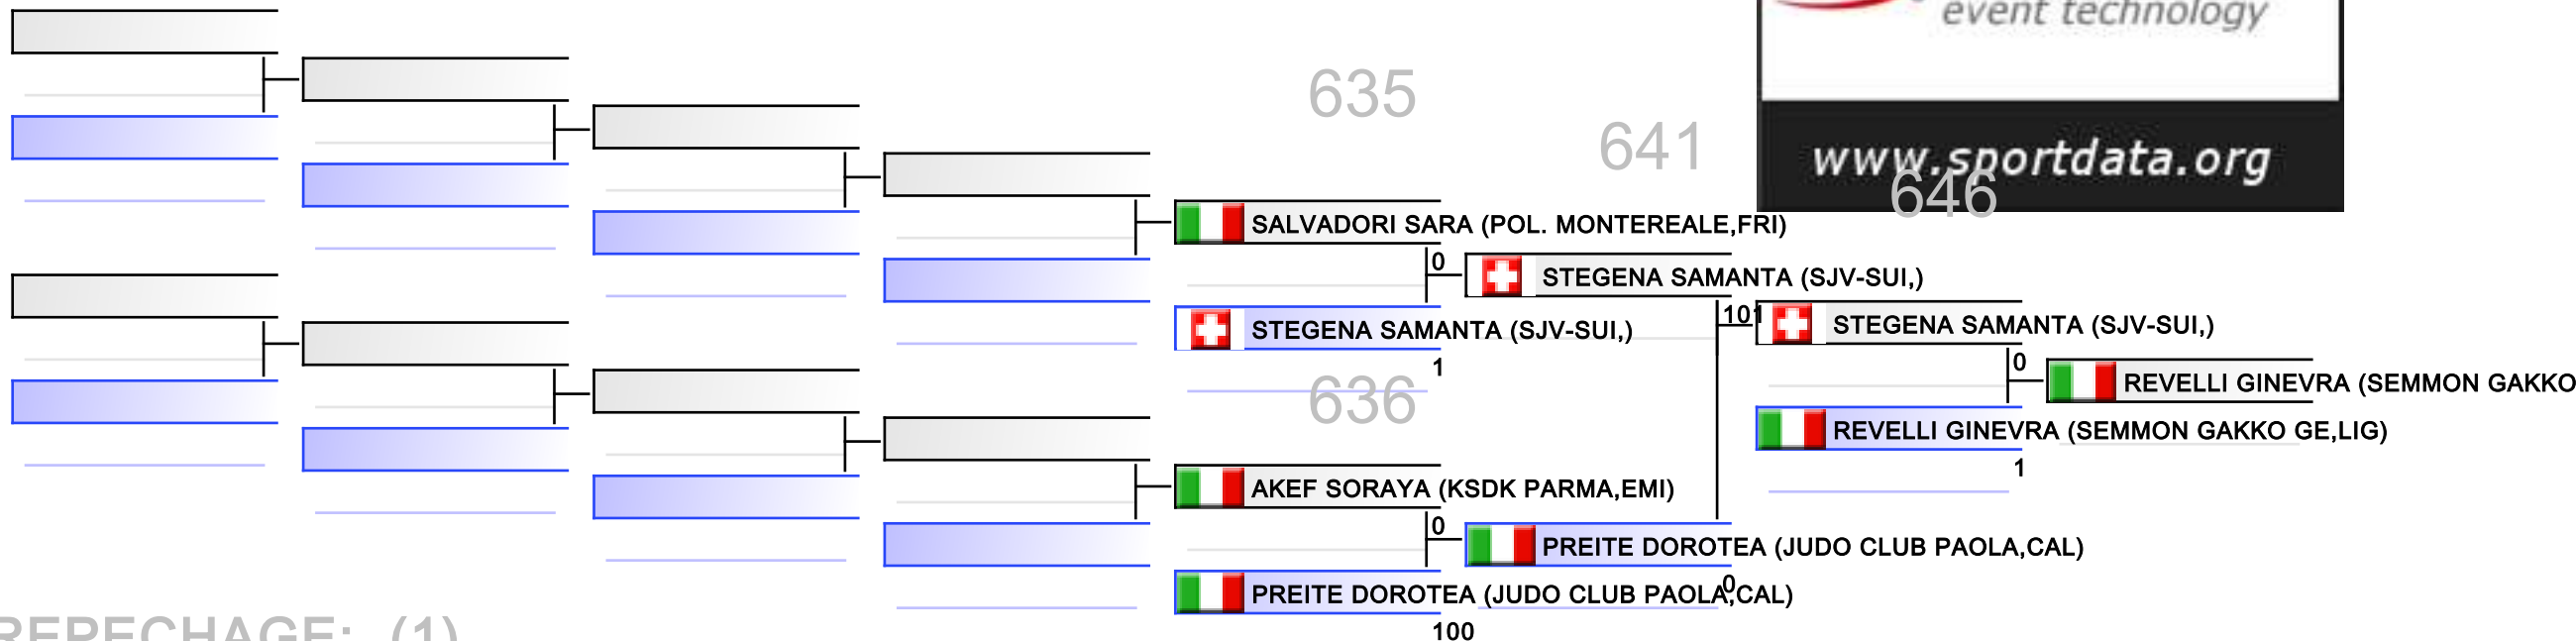 event technology
635
641
www.sportdata.org
646
SALVADORI SARA (POL. MONTEREALE,FRI)
0
STEGENA SAMANTA (SJV-SUI,)
101
STEGENA SAMANTA (SJV-SUI,)
STEGENA SAMANTA (SJV-SUI,)
1
0
REVELLI GINEVRA (SEMMON GAKKO
636
REVELLI GINEVRA (SEMMON GAKKO GE,LIG)
1
AKEF SORAYA (KSDK PARMA,EMI)
0
PREITE DOROTEA (JUDO CLUB PAOLA,CAL)
0
PREITE DOROTEA (JUDO CLUB PAOLA,CAL)
100
REPECHAGE: (1)